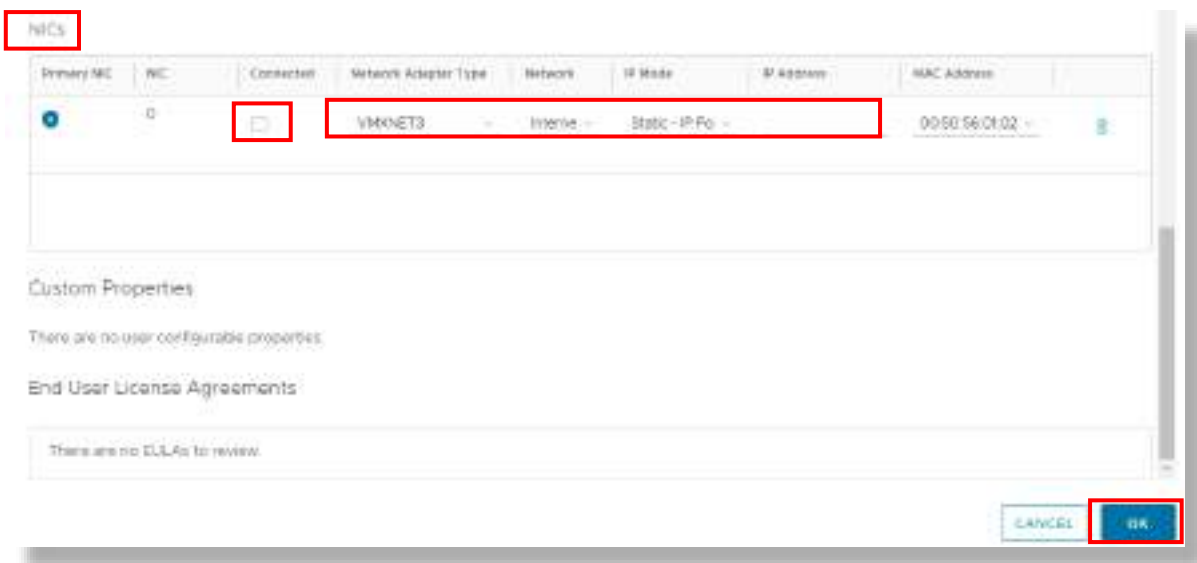 NICs
Primary NIC NIC Connected Network Adapter Type Network IP Mode IP Address MAC Address
0 VMXNET3 Interne Static - IP Po 00:50:56:01:02
Custom Properties
There are no user configurable properties.
End User License Agreements
There are no EULAs to review.
CANCEL OK